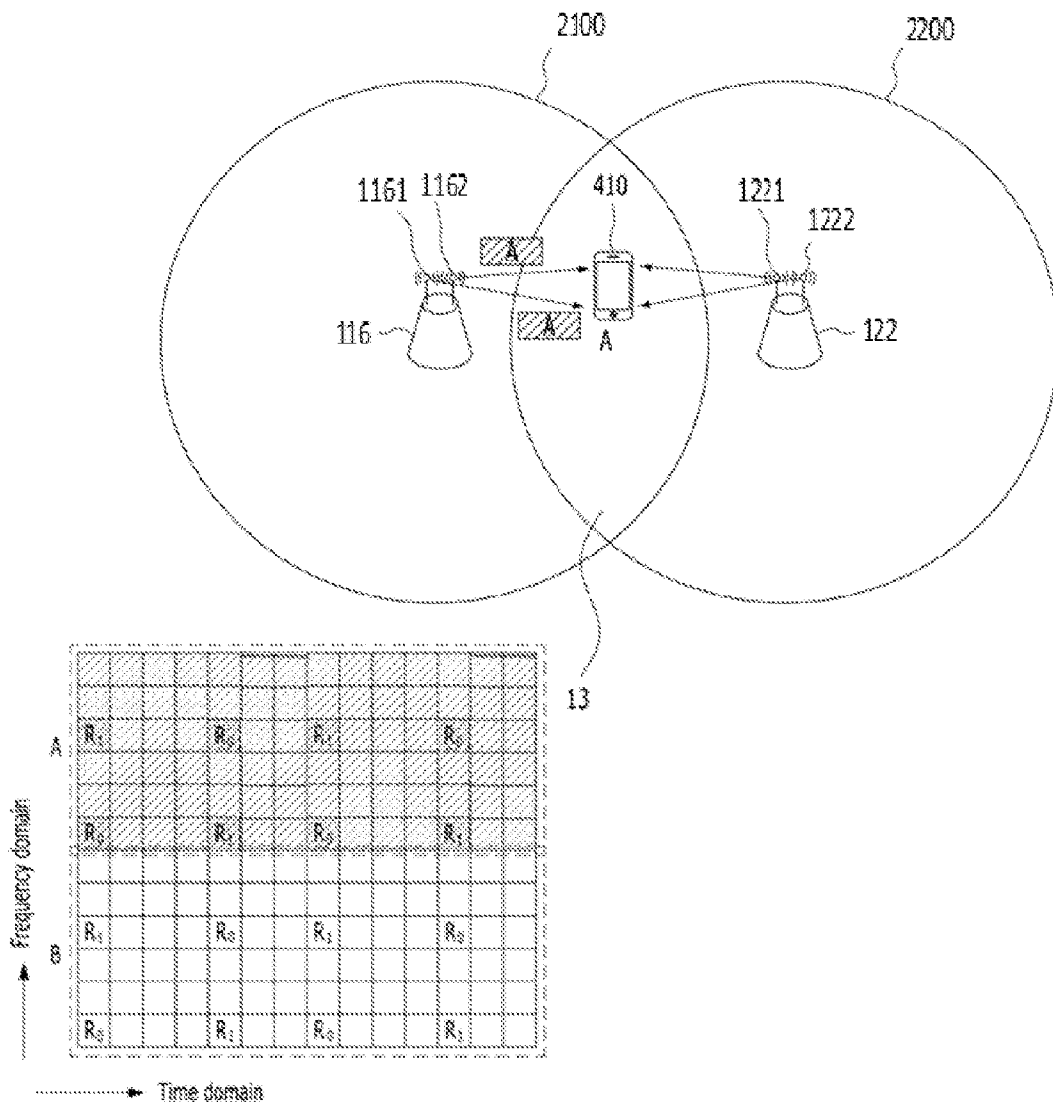 2100
2200
1161
1162
410
1221
1222
A
A
A
116
122
13
A
R₁ R₀ R₁ R₀
R₀ R₁ R₀ R₁
B
R₁ R₀ R₁ R₀
R₀ R₁ R₀ R₁
Frequency domain
Time domain